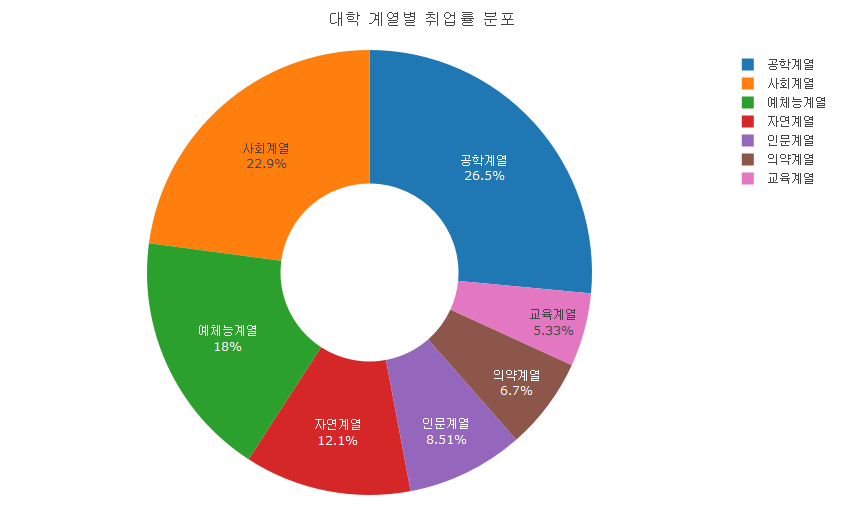 대학 계열별 취업률 분포
공학계열
사회계열
예체능계열
자연계열
인문계열
의약계열
교육계열
사회계열
22.9%
공학계열
26.5%
예체능계열
18%
교육계열
5.33%
의약계열
6.7%
자연계열
12.1%
인문계열
8.51%